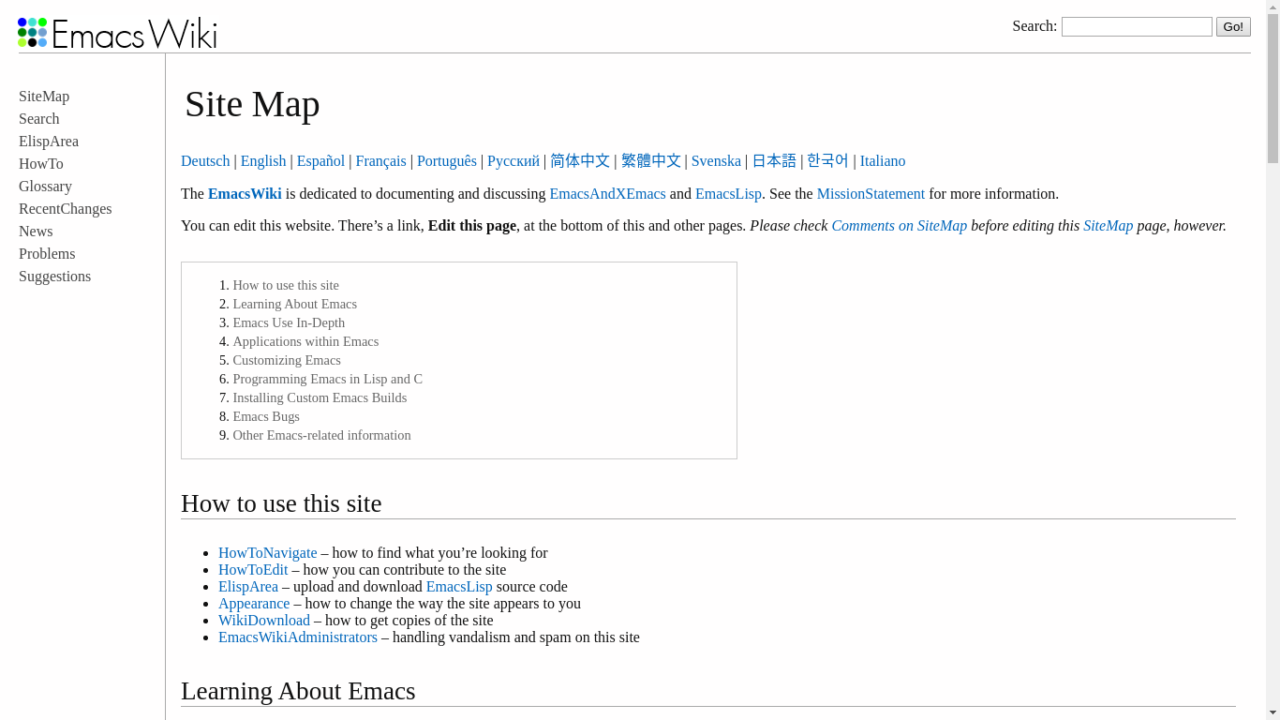 EmacsWiki
Search:
Go!
SiteMap
Search
ElispArea
HowTo
Glossary
RecentChanges
News
Problems
Suggestions
Site Map
Deutsch | English | Español | Français | Português | Русский | 简体中文 | 繁體中文 | Svenska | 日本語 | 한국어 | Italiano
The EmacsWiki is dedicated to documenting and discussing EmacsAndXEmacs and EmacsLisp. See the MissionStatement for more information.
You can edit this website. There’s a link, Edit this page, at the bottom of this and other pages. Please check Comments on SiteMap before editing this SiteMap page, however.
1. How to use this site
2. Learning About Emacs
3. Emacs Use In-Depth
4. Applications within Emacs
5. Customizing Emacs
6. Programming Emacs in Lisp and C
7. Installing Custom Emacs Builds
8. Emacs Bugs
9. Other Emacs-related information
How to use this site
• HowToNavigate – how to find what you’re looking for
• HowToEdit – how you can contribute to the site
• ElispArea – upload and download EmacsLisp source code
• Appearance – how to change the way the site appears to you
• WikiDownload – how to get copies of the site
• EmacsWikiAdministrators – handling vandalism and spam on this site
Learning About Emacs